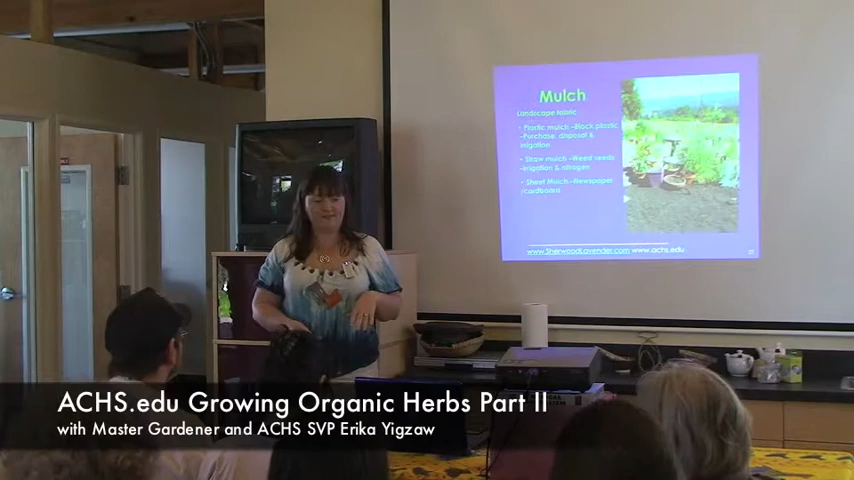 Mulch
Landscape fabric
• Plastic mulch –Black plastic
–Purchase, disposal &
irrigation
• Straw mulch –Weed seeds
–irrigation & nitrogen
• Sheet Mulch –Newspaper
/cardboard
www.SherwoodLavender.com www.achs.edu
ACHS.edu Growing Organic Herbs Part II
with Master Gardener and ACHS SVP Erika Yigzaw